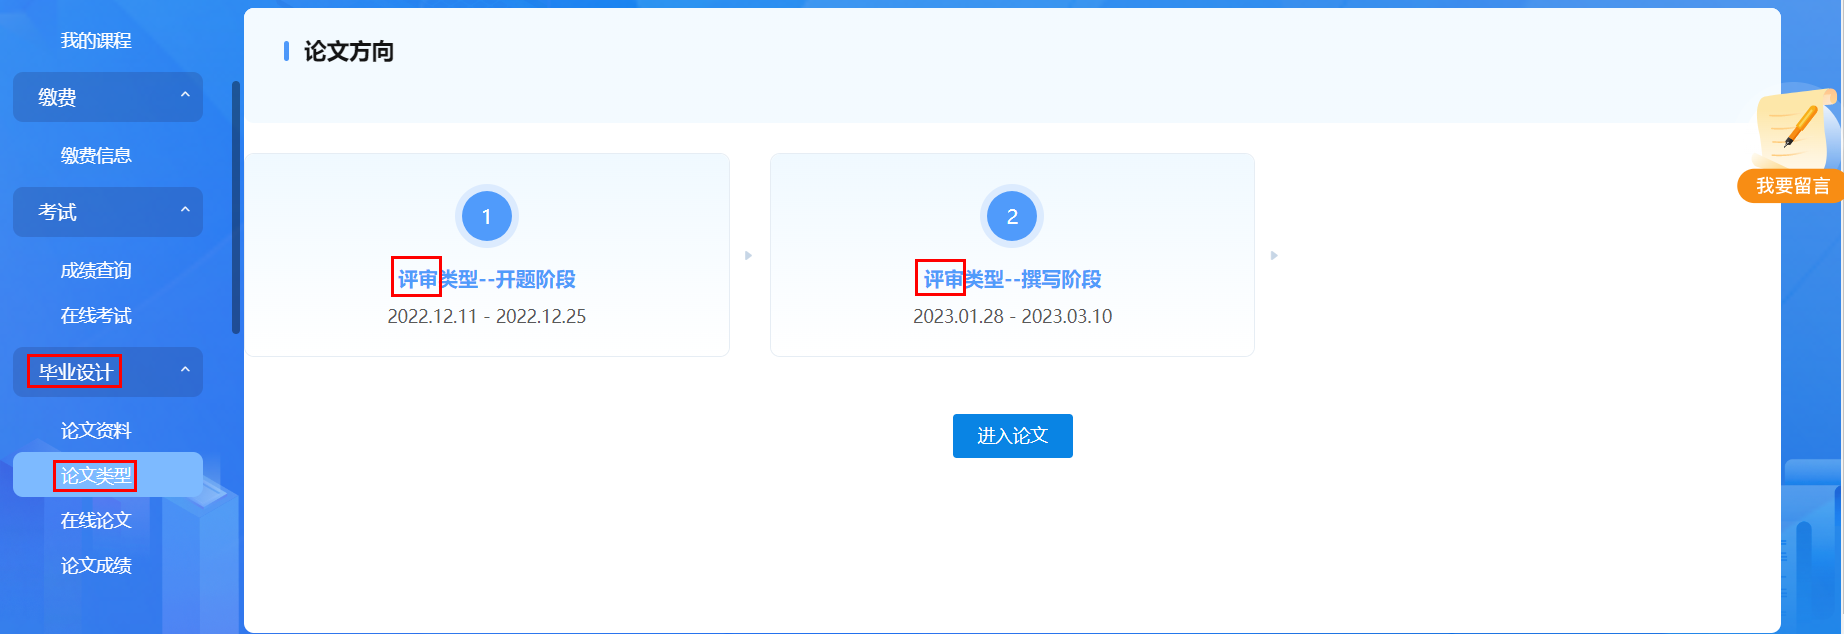 我的课程
缴费
缴费信息
考试
成绩查询
在线考试
毕业设计
论文资料
论文类型
在线论文
论文成绩
论文方向
1
评审类型--开题阶段
2022.12.11 - 2022.12.25
2
评审类型--撰写阶段
2023.01.28 - 2023.03.10
进入论文
我要留言